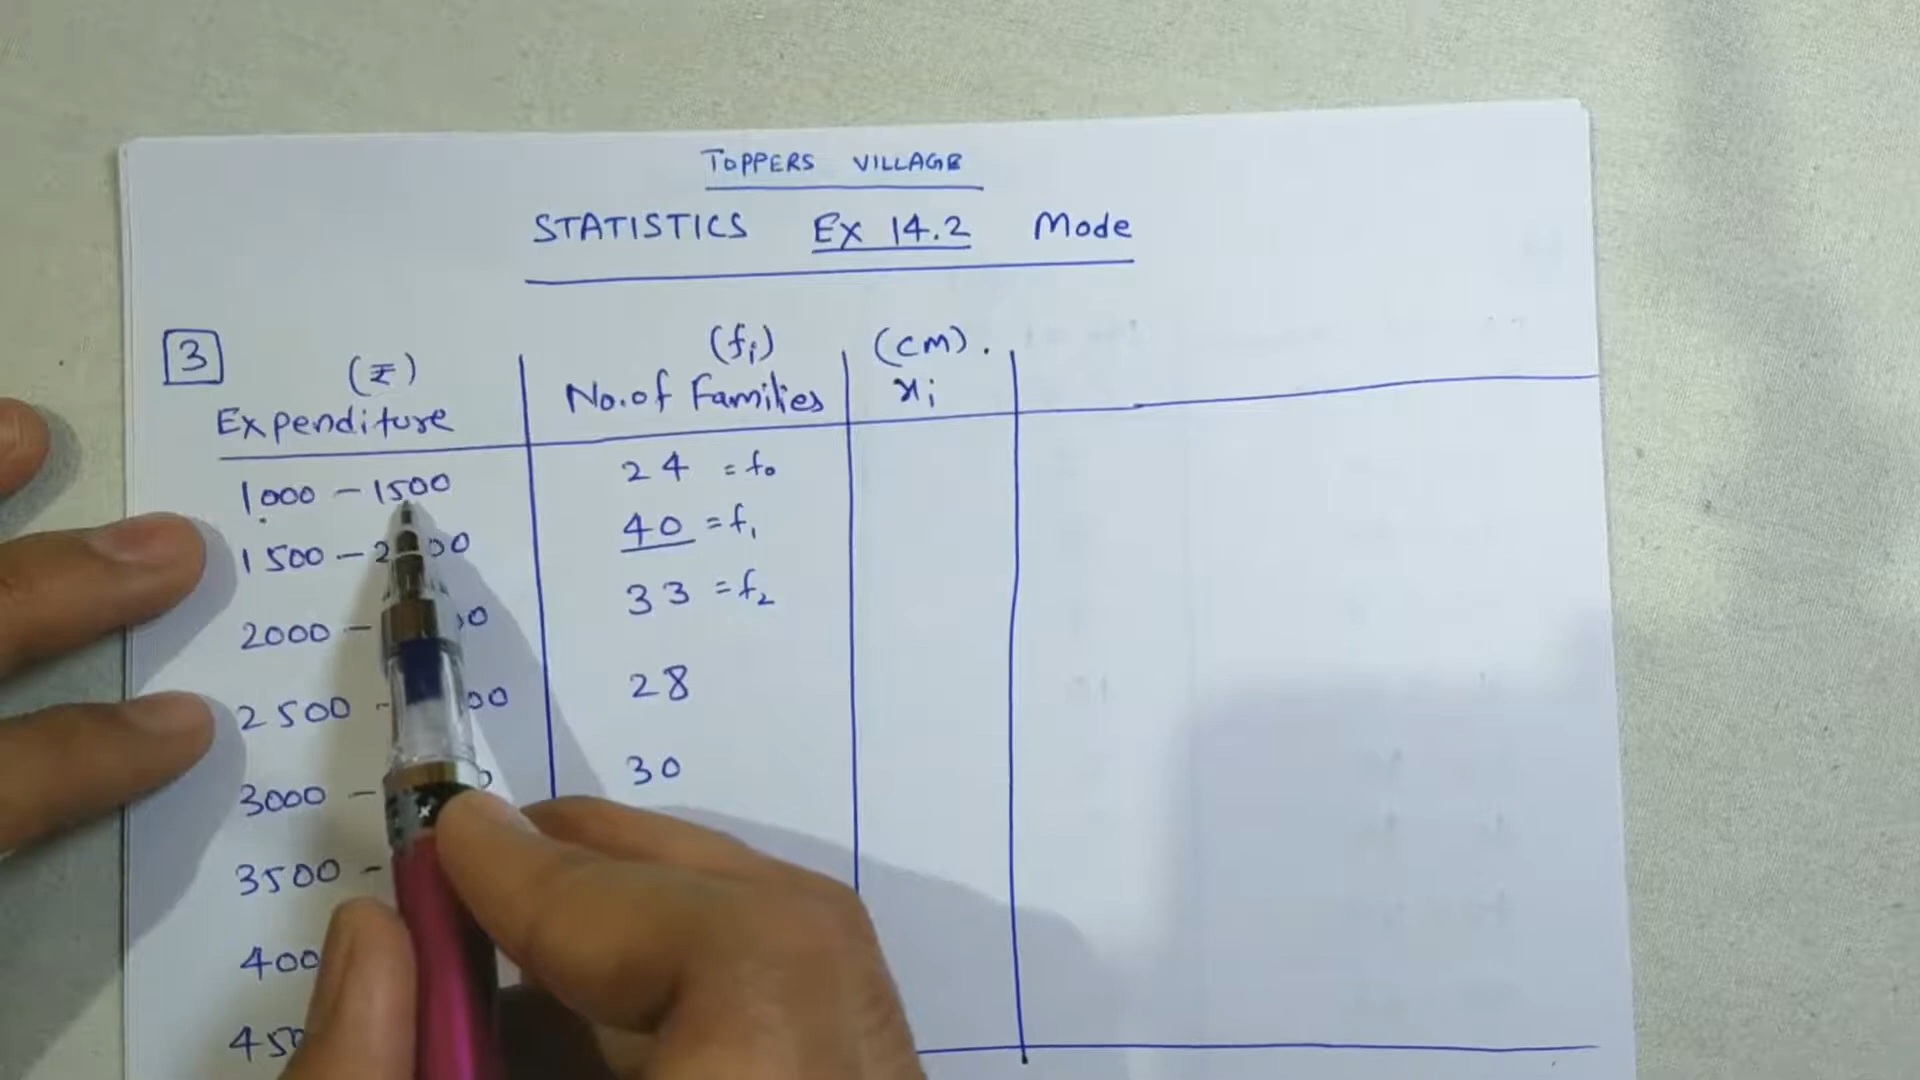 TOPPERS VILLAGE
STATISTICS Ex 14.2 Mode
3 (₹) (fi) (cm).
Expenditure No. of Families xi
1000 – 1500 24 = f₀
1500 – 40 = f₁
2000 – 33 = f₂
2500 - 28
3000 – 30
3500 -